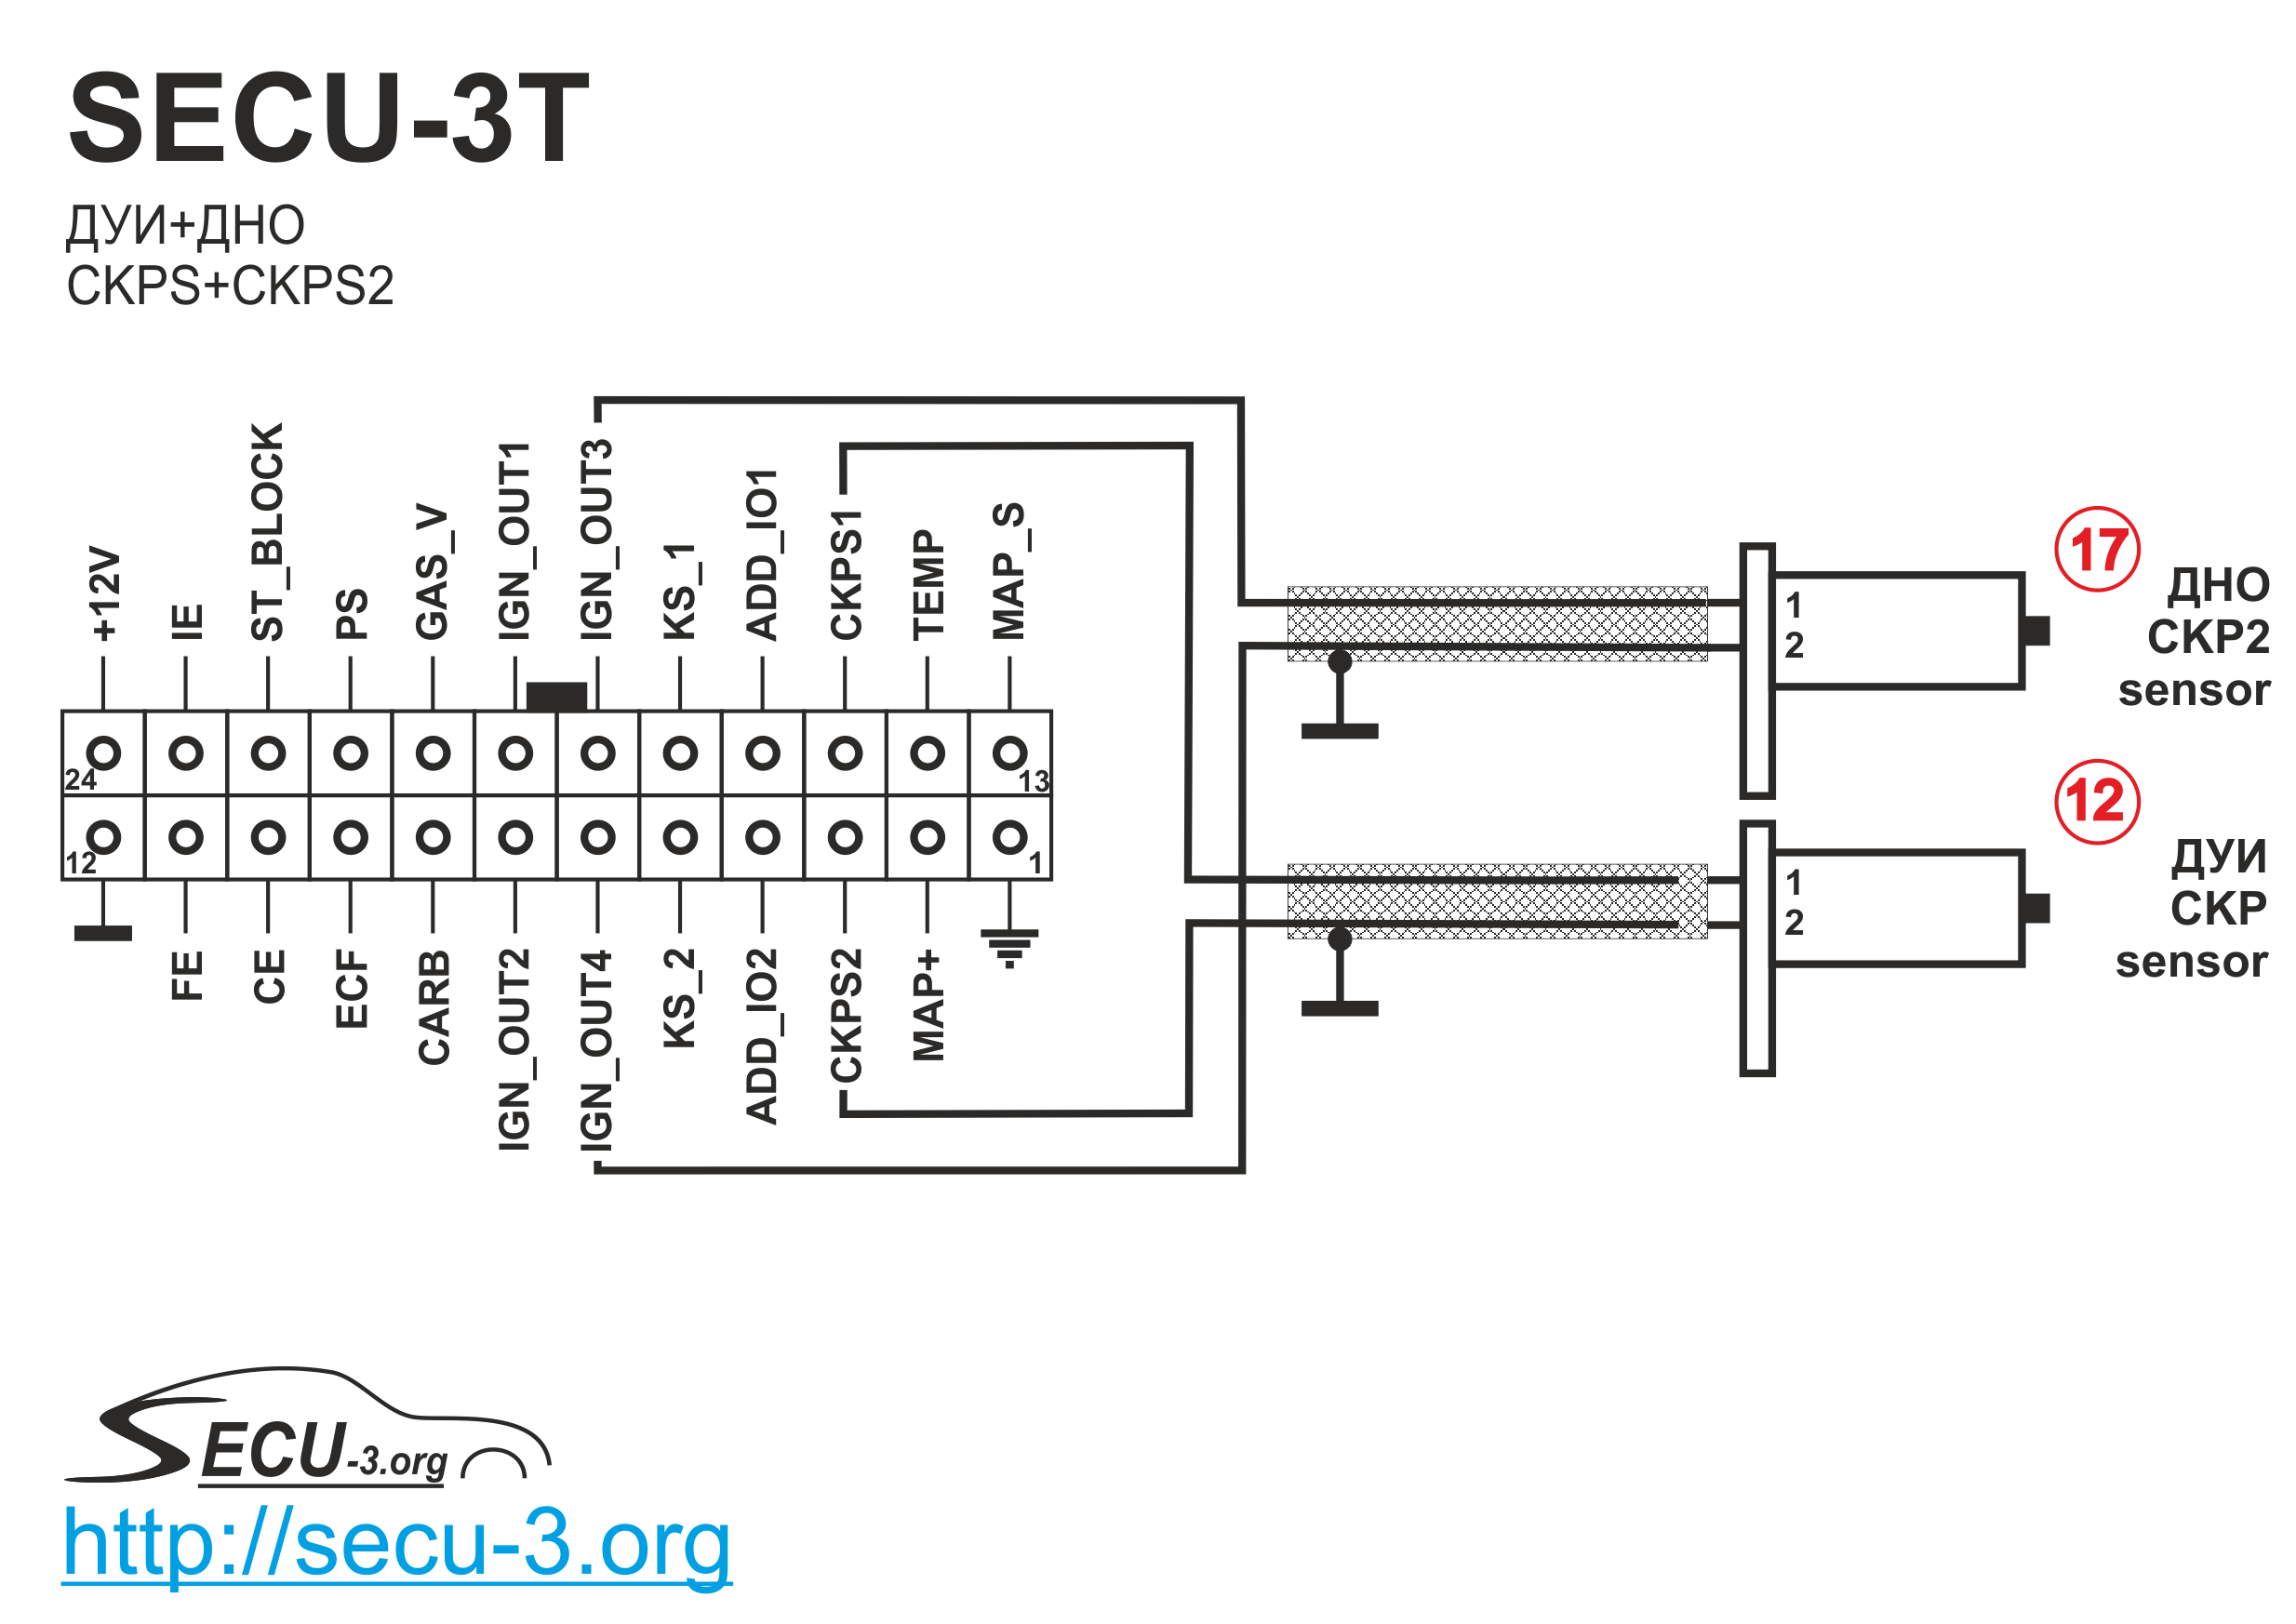 SECU-3T
ДУИ+ДНО
CKPS+CKPS2
+12V
IE
ST_BLOCK
PS
GAS_V
IGN_OUT1
IGN_OUT3
KS_1
ADD_IO1
CKPS1
TEMP
MAP_S
24
13
12
1
FE
CE
ECF
CARB
IGN_OUT2
IGN_OUT4
KS_2
ADD_IO2
CKPS2
MAP+
1
2
17
ДНО
CKP2
sensor
1
2
12
ДУИ
CKP
sensor
SECU-3.org
http://secu-3.org